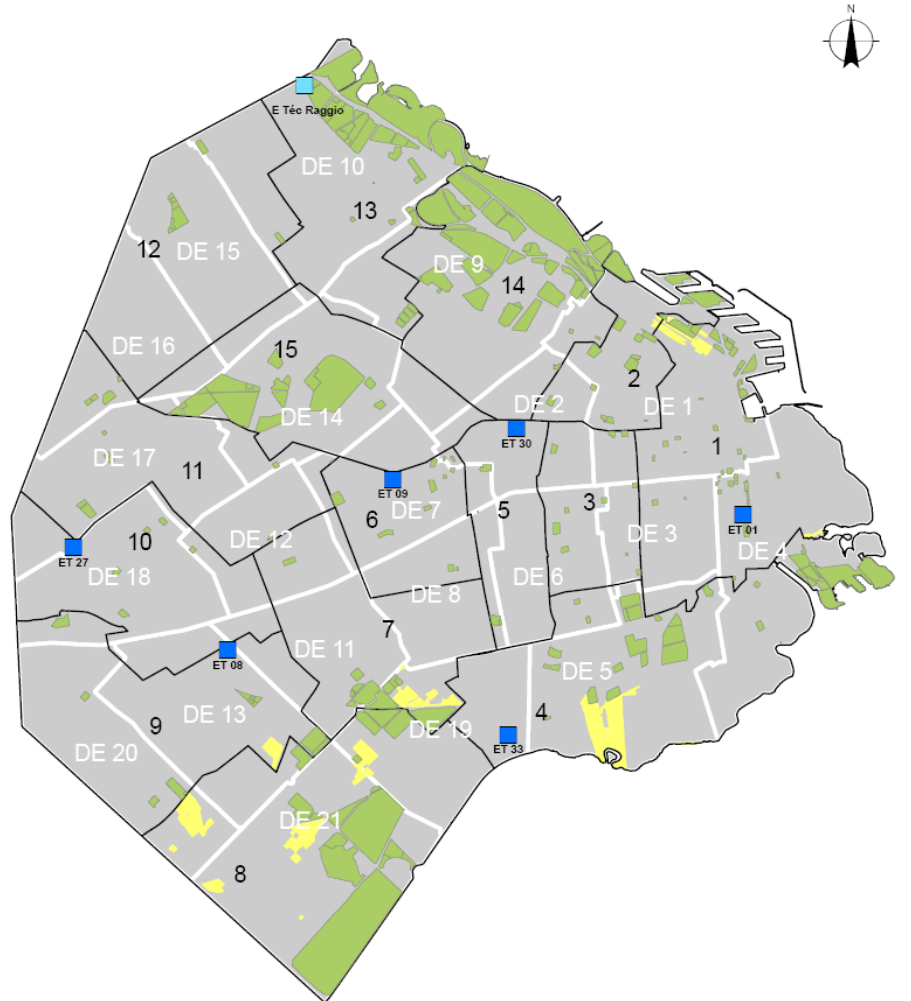 N
E Téc Raggio
DE 10
13
12
DE 15
DE 9
14
DE 16
15
2
DE 14
DE 2
DE 1
ET 30
1
DE 17
11
ET 09
6
DE 7
5
3
ET 01
DE 3
DE 4
10
DE 12
ET 27
DE 18
DE 6
DE 8
7
ET 08
DE 11
DE 5
DE 13
9
4
DE 19
ET 33
DE 20
DE 21
8